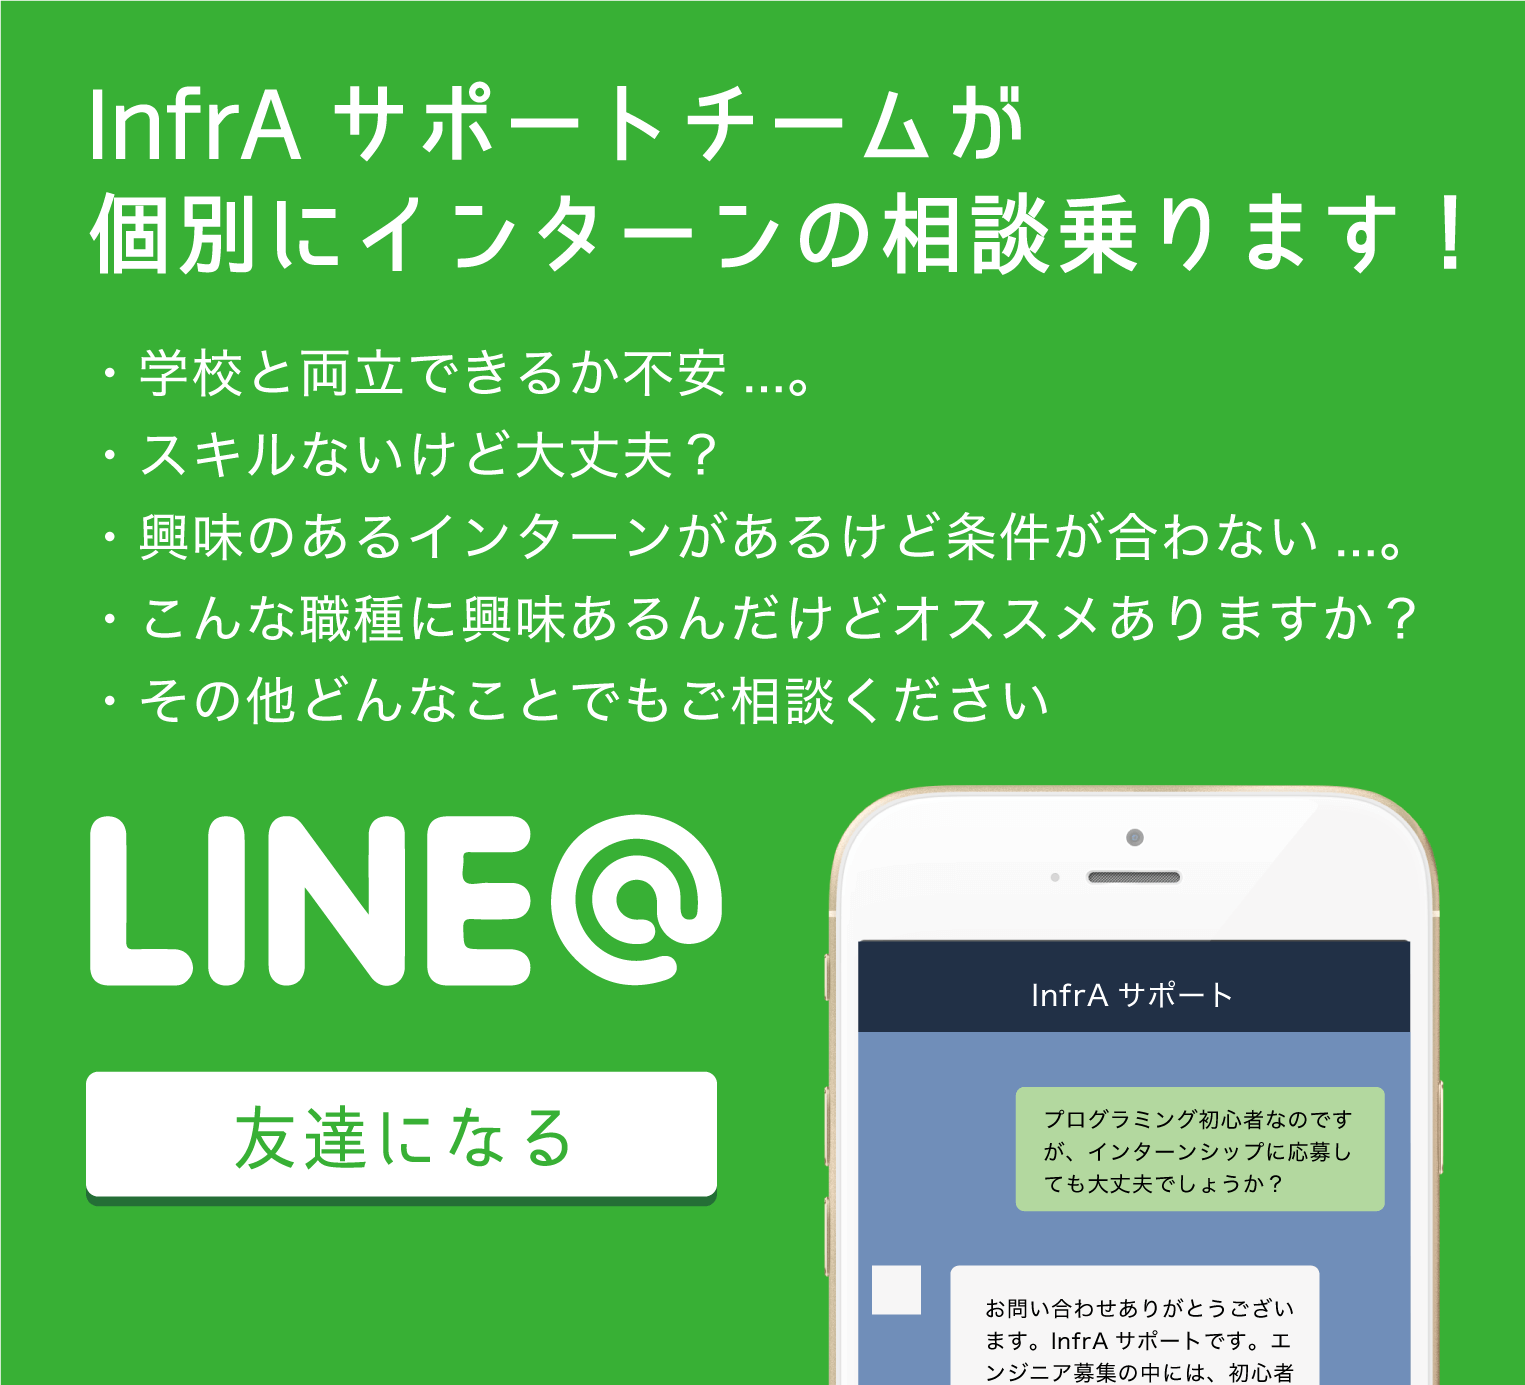 InfrA サポートチームが
個別にインターンの相談乗ります！
・学校と両立できるか不安 ...。
・スキルないけど大丈夫？
・興味のあるインターンがあるけど条件が合わない ...。
・こんな職種に興味あるんだけどオススメありますか？
・その他どんなことでもご相談ください
LINE@
友達になる
InfrA サポート
プログラミング初心者なのです
が、インターンシップに応募し
ても大丈夫でしょうか？
お問い合わせありがとうござい
ます。InfrA サポートです。エ
ンジニア募集の中には、初心者